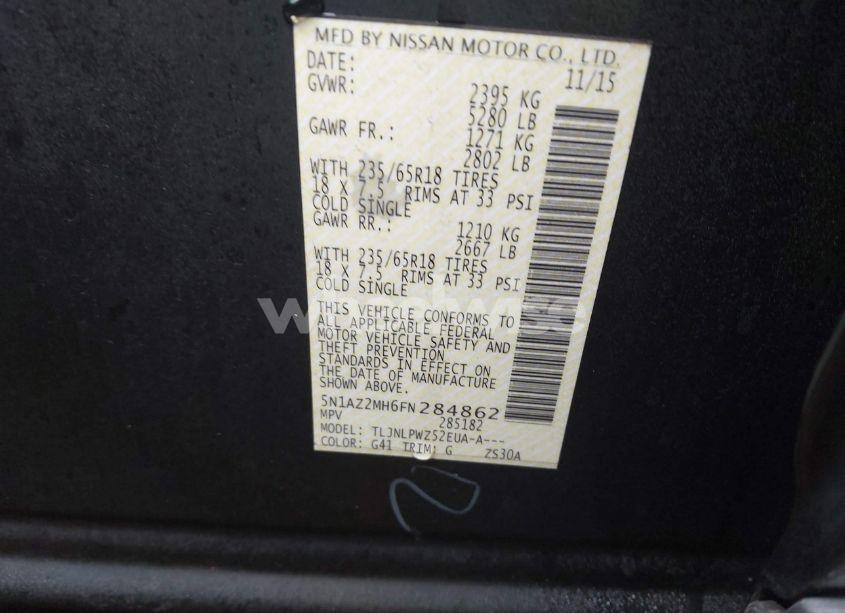 MFD BY NISSAN MOTOR CO., LTD.
DATE: 11/15
GVWR: 2395 KG
5280 LB
GAWR FR.: 1271 KG
2802 LB
WITH 235/65R18 TIRES
18 X 7.5 RIMS AT 33 PSI
COLD SINGLE
GAWR RR.: 1210 KG
2667 LB
WITH 235/65R18 TIRES
18 X 7.5 RIMS AT 33 PSI
COLD SINGLE
THIS VEHICLE CONFORMS TO
ALL APPLICABLE FEDERAL
MOTOR VEHICLE SAFETY AND
THEFT PREVENTION
STANDARDS IN EFFECT ON
THE DATE OF MANUFACTURE
SHOWN ABOVE.
5N1AZ2MH6FN284862
MPV 285182
MODEL: TLJNLPWZ52EUA-A---
COLOR: G41 TRIM: G ZS30A